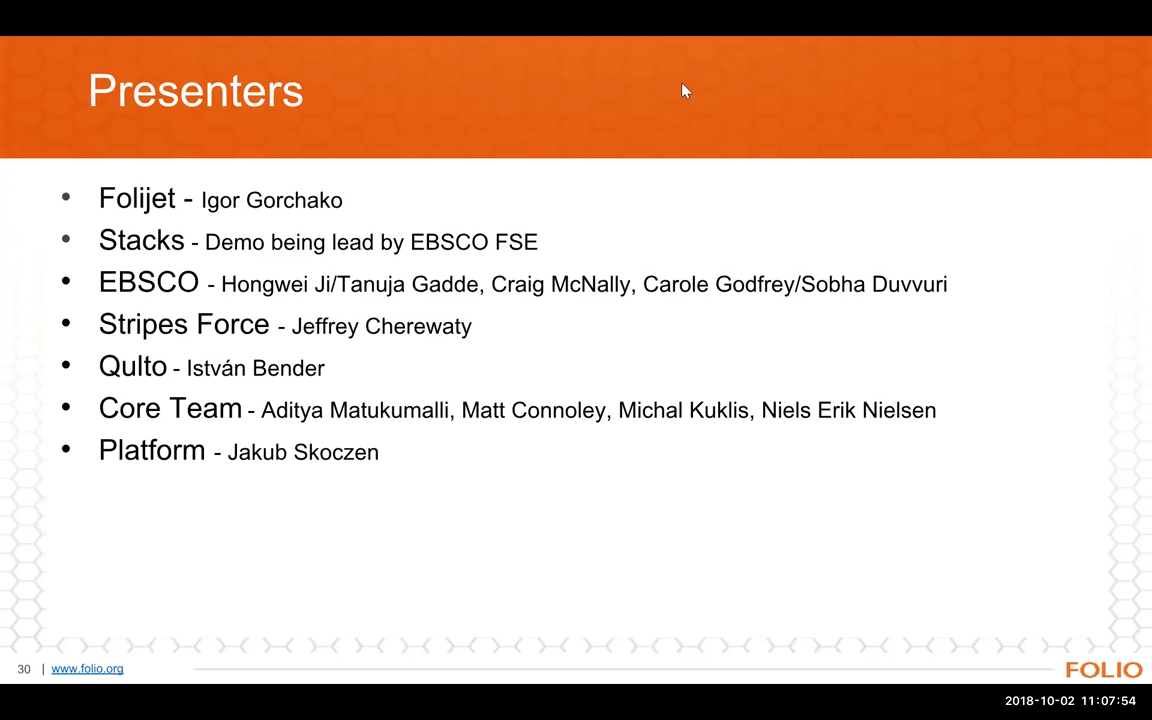 Presenters
• Folijet - Igor Gorchako
• Stacks - Demo being lead by EBSCO FSE
• EBSCO - Hongwei Ji/Tanuja Gadde, Craig McNally, Carole Godfrey/Sobha Duvvuri
• Stripes Force - Jeffrey Cherewaty
• Qulto - István Bender
• Core Team - Aditya Matukumalli, Matt Connoley, Michal Kuklis, Niels Erik Nielsen
• Platform - Jakub Skoczen
30 | www.folio.org
FOLIO
2018-10-02 11:07:54